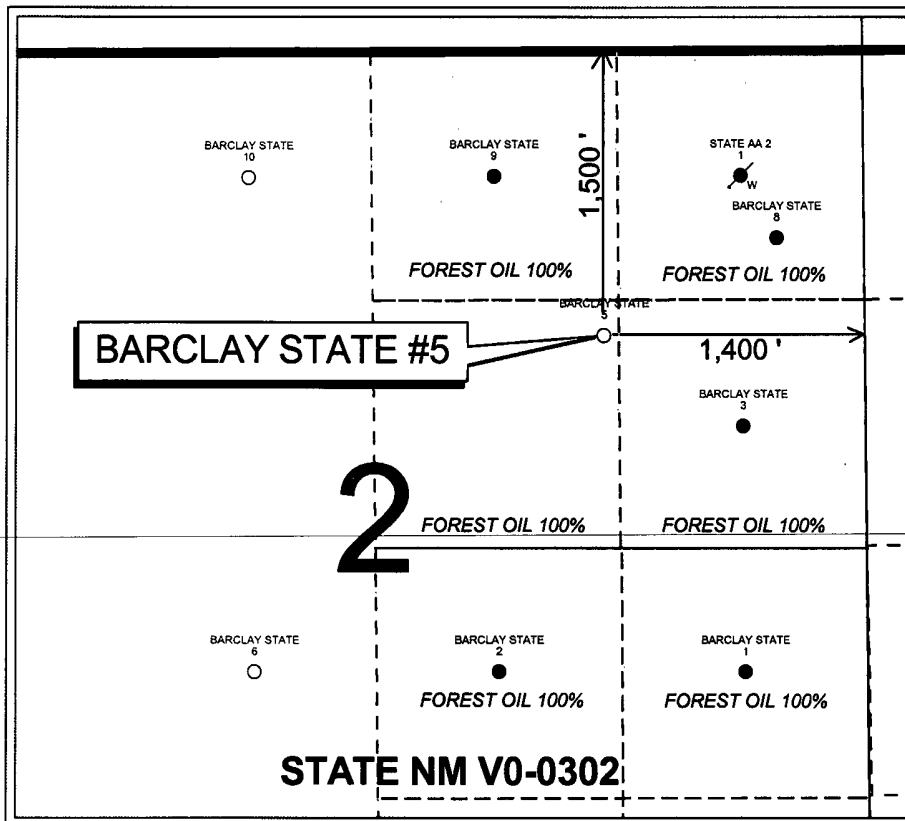 BARCLAY STATE
10
BARCLAY STATE
9
STATE AA 2
1
W
BARCLAY STATE
8
1,500 '
FOREST OIL 100%
FOREST OIL 100%
BARCLAY STATE
5
BARCLAY STATE #5
1,400 '
BARCLAY STATE
3
2
FOREST OIL 100%
FOREST OIL 100%
BARCLAY STATE
6
BARCLAY STATE
2
BARCLAY STATE
1
FOREST OIL 100%
FOREST OIL 100%
STATE NM V0-0302